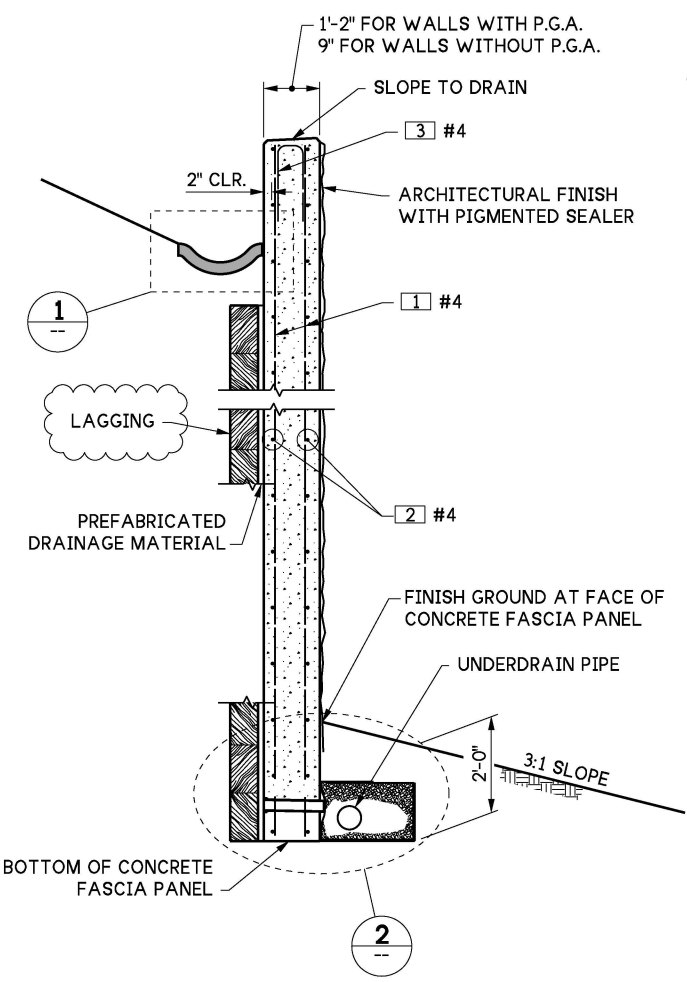 1'-2" FOR WALLS WITH P.G.A.
9" FOR WALLS WITHOUT P.G.A.
SLOPE TO DRAIN
3 #4
2" CLR.
ARCHITECTURAL FINISH
WITH PIGMENTED SEALER
1
--
1 #4
LAGGING
2 #4
PREFABRICATED
DRAINAGE MATERIAL
FINISH GROUND AT FACE OF
CONCRETE FASCIA PANEL
UNDERDRAIN PIPE
2'-0"
3:1 SLOPE
BOTTOM OF CONCRETE
FASCIA PANEL
2
--